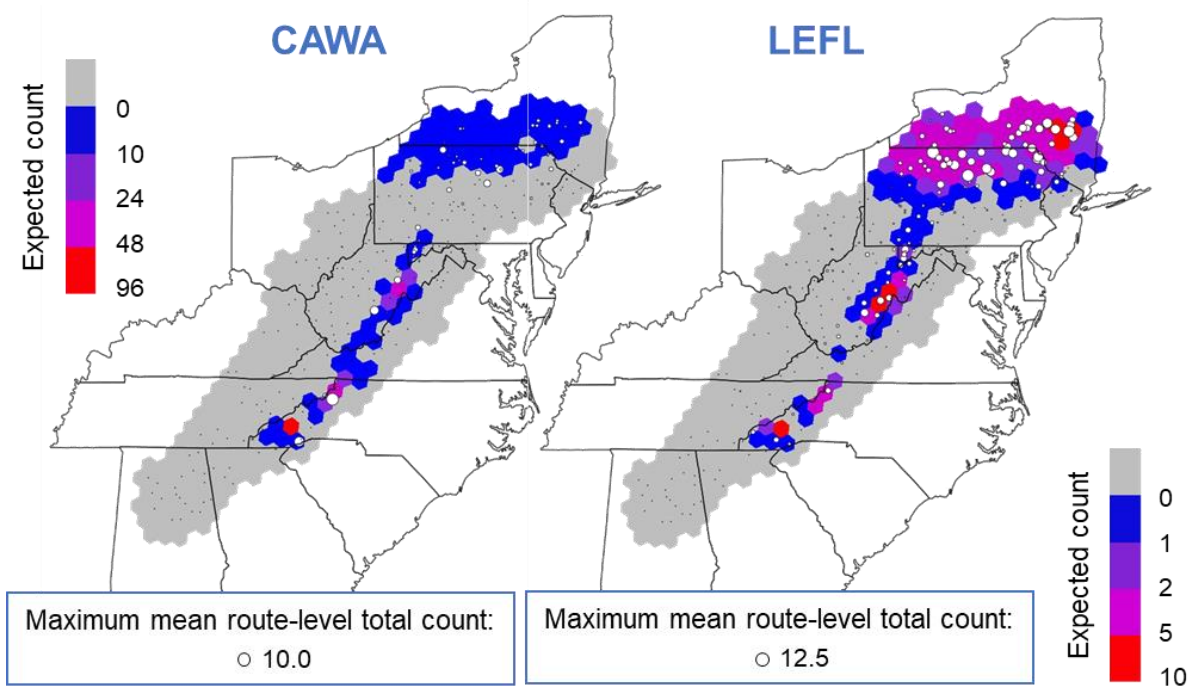 CAWA
LEFL
Expected count
0
10
24
48
96
Maximum mean route-level total count:
10.0
Maximum mean route-level total count:
12.5
Expected count
0
1
2
5
10